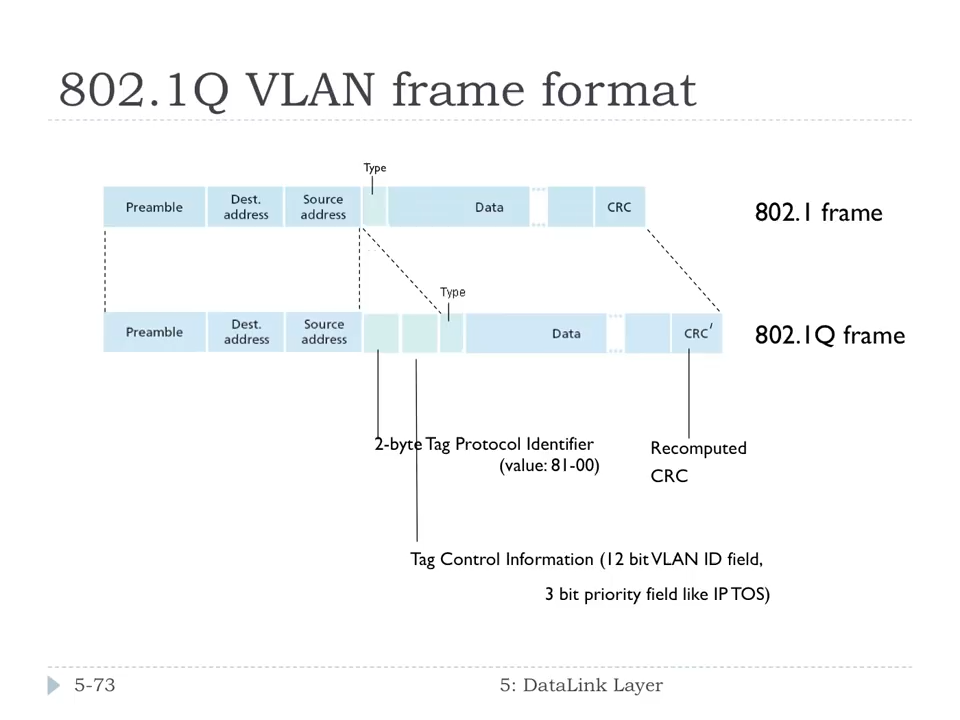 802.1Q VLAN frame format
Type
Preamble
Dest.
address
Source
address
Data
CRC
802.1 frame
Type
Preamble
Dest.
address
Source
address
Data
CRC'
802.1Q frame
2-byte Tag Protocol Identifier
(value: 81-00)
Recomputed
CRC
Tag Control Information (12 bit VLAN ID field,
3 bit priority field like IP TOS)
5-73
5: DataLink Layer